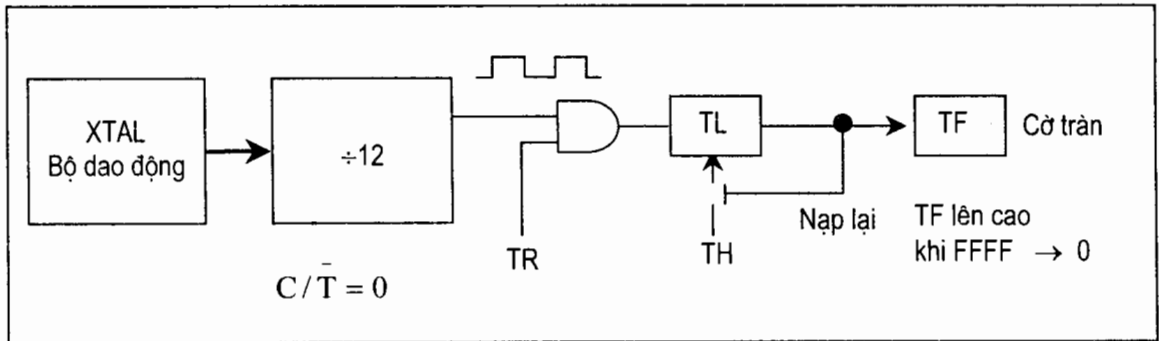 XTAL
Bộ dao động
÷12
C / T̄ = 0
TR
TL
TH
Nạp lại
TF
Cờ tràn
TF lên cao
khi FFFF → 0